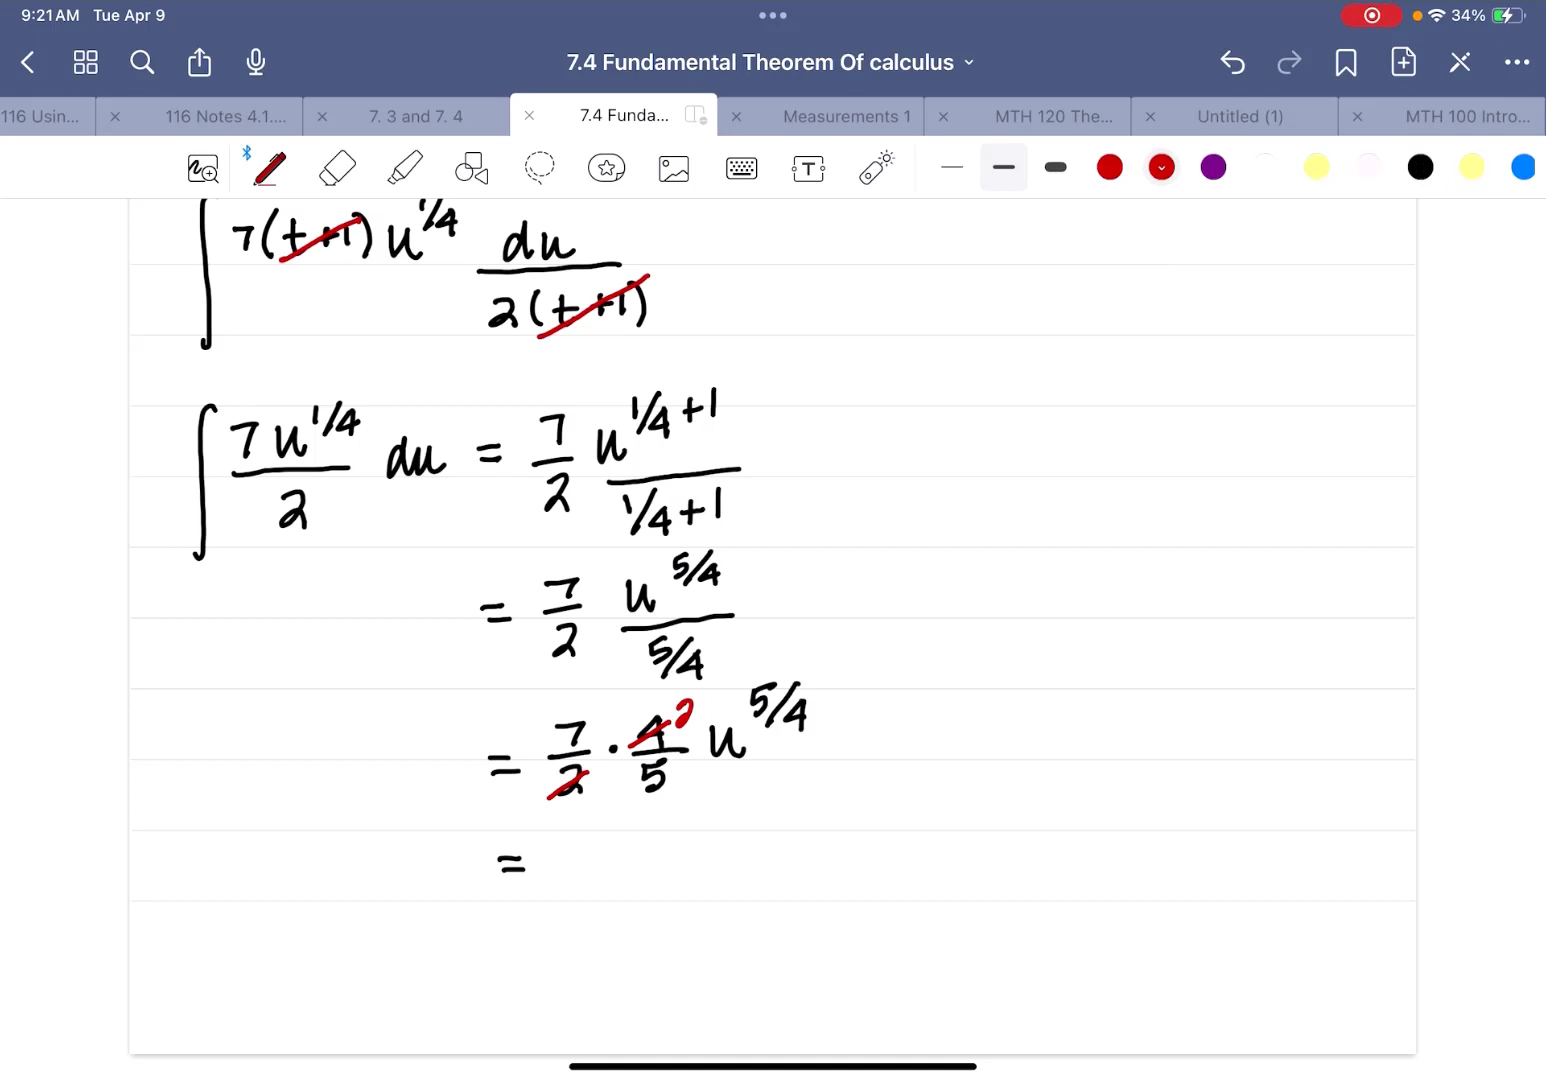 9:21 AM Tue Apr 9
34%
7.4 Fundamental Theorem Of calculus
116 Usin... × 116 Notes 4.1.... × 7. 3 and 7. 4 × 7.4 Funda... × Measurements 1 × MTH 120 The... × Untitled (1) × MTH 100 Intro...
∫ 7(t+1) u^1/4 du/2(t+1)
∫ 7u^1/4/2 du = 7/2 u^1/4+1/1/4+1
= 7/2 u^5/4/5/4
= 7/2 · 4/5 2 u^5/4
=